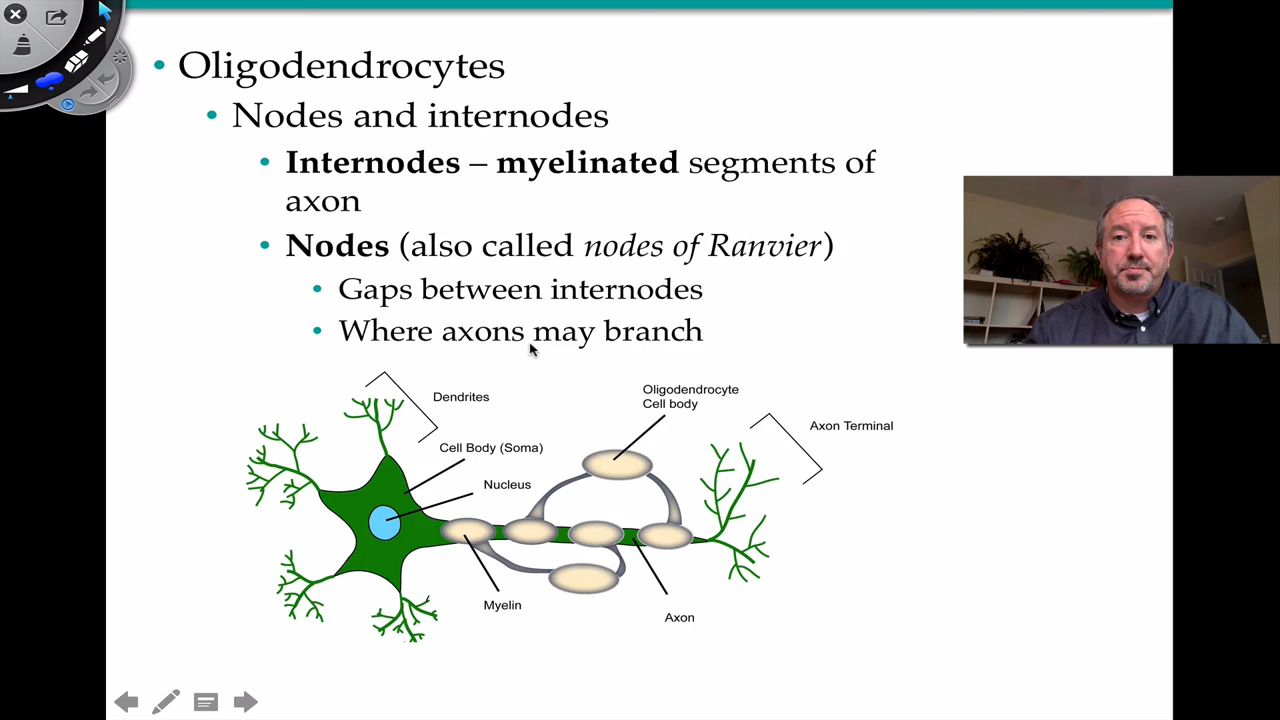 • Oligodendrocytes
• Nodes and internodes
• Internodes – myelinated segments of
axon
• Nodes (also called nodes of Ranvier)
• Gaps between internodes
• Where axons may branch
Dendrites
Oligodendrocyte
Cell body
Axon Terminal
Cell Body (Soma)
Nucleus
Myelin
Axon